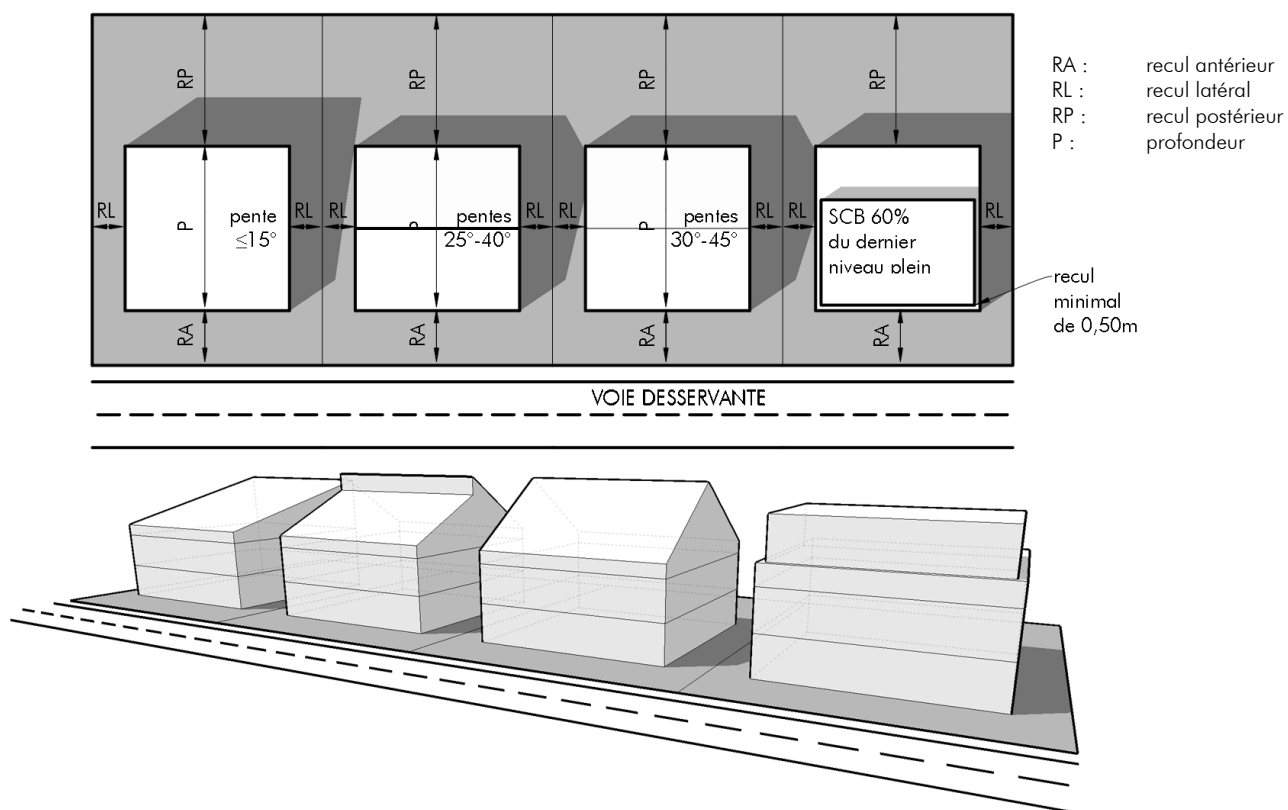 RP
RP
RP
RP
RA : recul antérieur
RL : recul latéral
RP : recul postérieur
P : profondeur
RL
P
pente
≤15°
RL
RL
P
pentes
25°-40°
RL
RL
P
pentes
30°-45°
RL
RL
SCB 60%
du dernier
niveau plein
RL
recul
minimal
de 0,50m
RA
RA
RA
RA
VOIE DESSERVANTE